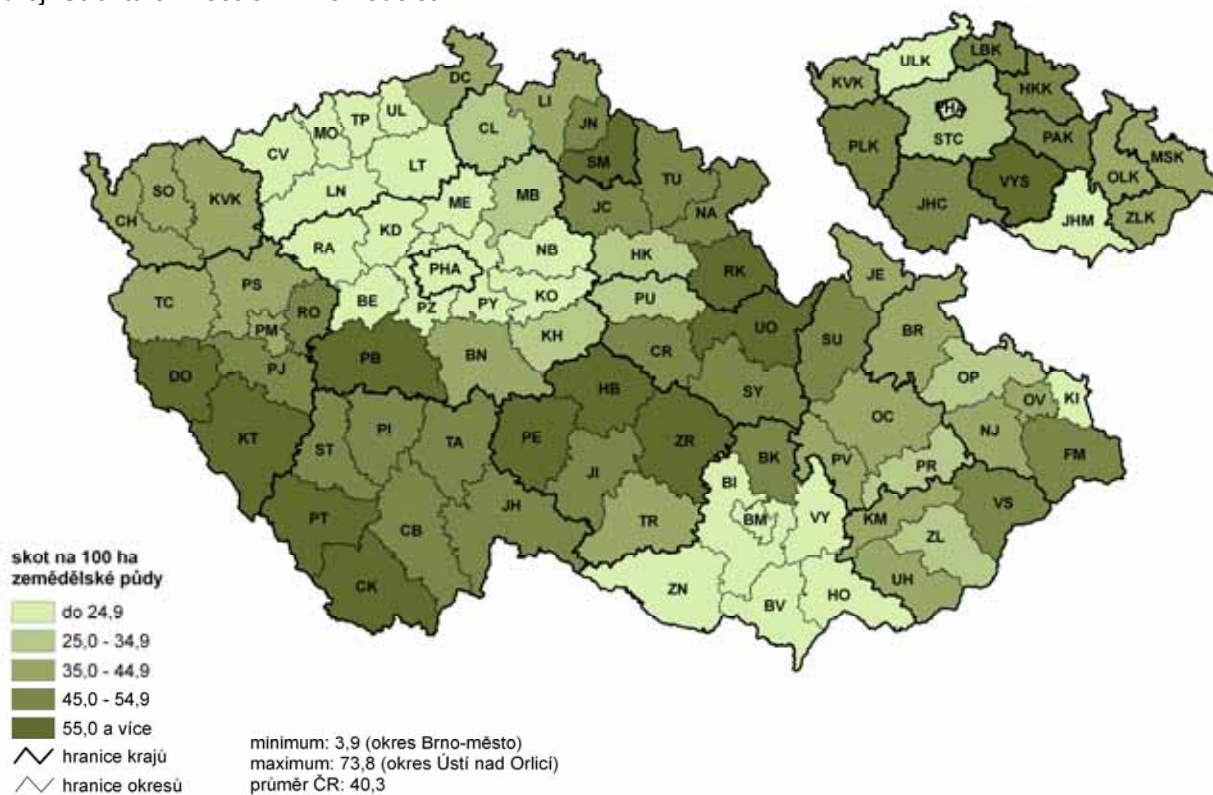 DC
LI
JN
SM
UL
TP
MO
CV
LT
CL
LN
ME
MB
TU
JC
NA
CH
SO
KVK
RA
KD
PHA
NB
HK
RK
TC
PS
RO
PM
PJ
BE
PZ
PY
KO
PU
KH
UO
DO
PB
BN
CR
SY
SU
JE
BR
KT
HB
OP
OV
KI
ST
PI
TA
PE
ZR
JI
BK
OC
NJ
FM
PT
CB
JH
TR
BI
BM
VY
PV
PR
KM
VS
ZL
UH
CK
ZN
BV
HO
ULK
LBK
KVK
HKK
PHA
STC
PLK
PAK
MSK
VYS
OLK
JHC
JHM
ZLK
skot na 100 ha
zemědělské půdy
do 24,9
25,0 - 34,9
35,0 - 44,9
45,0 - 54,9
55,0 a více
hranice krajů
hranice okresů
minimum: 3,9 (okres Brno-město)
maximum: 73,8 (okres Ústí nad Orlicí)
průměr ČR: 40,3